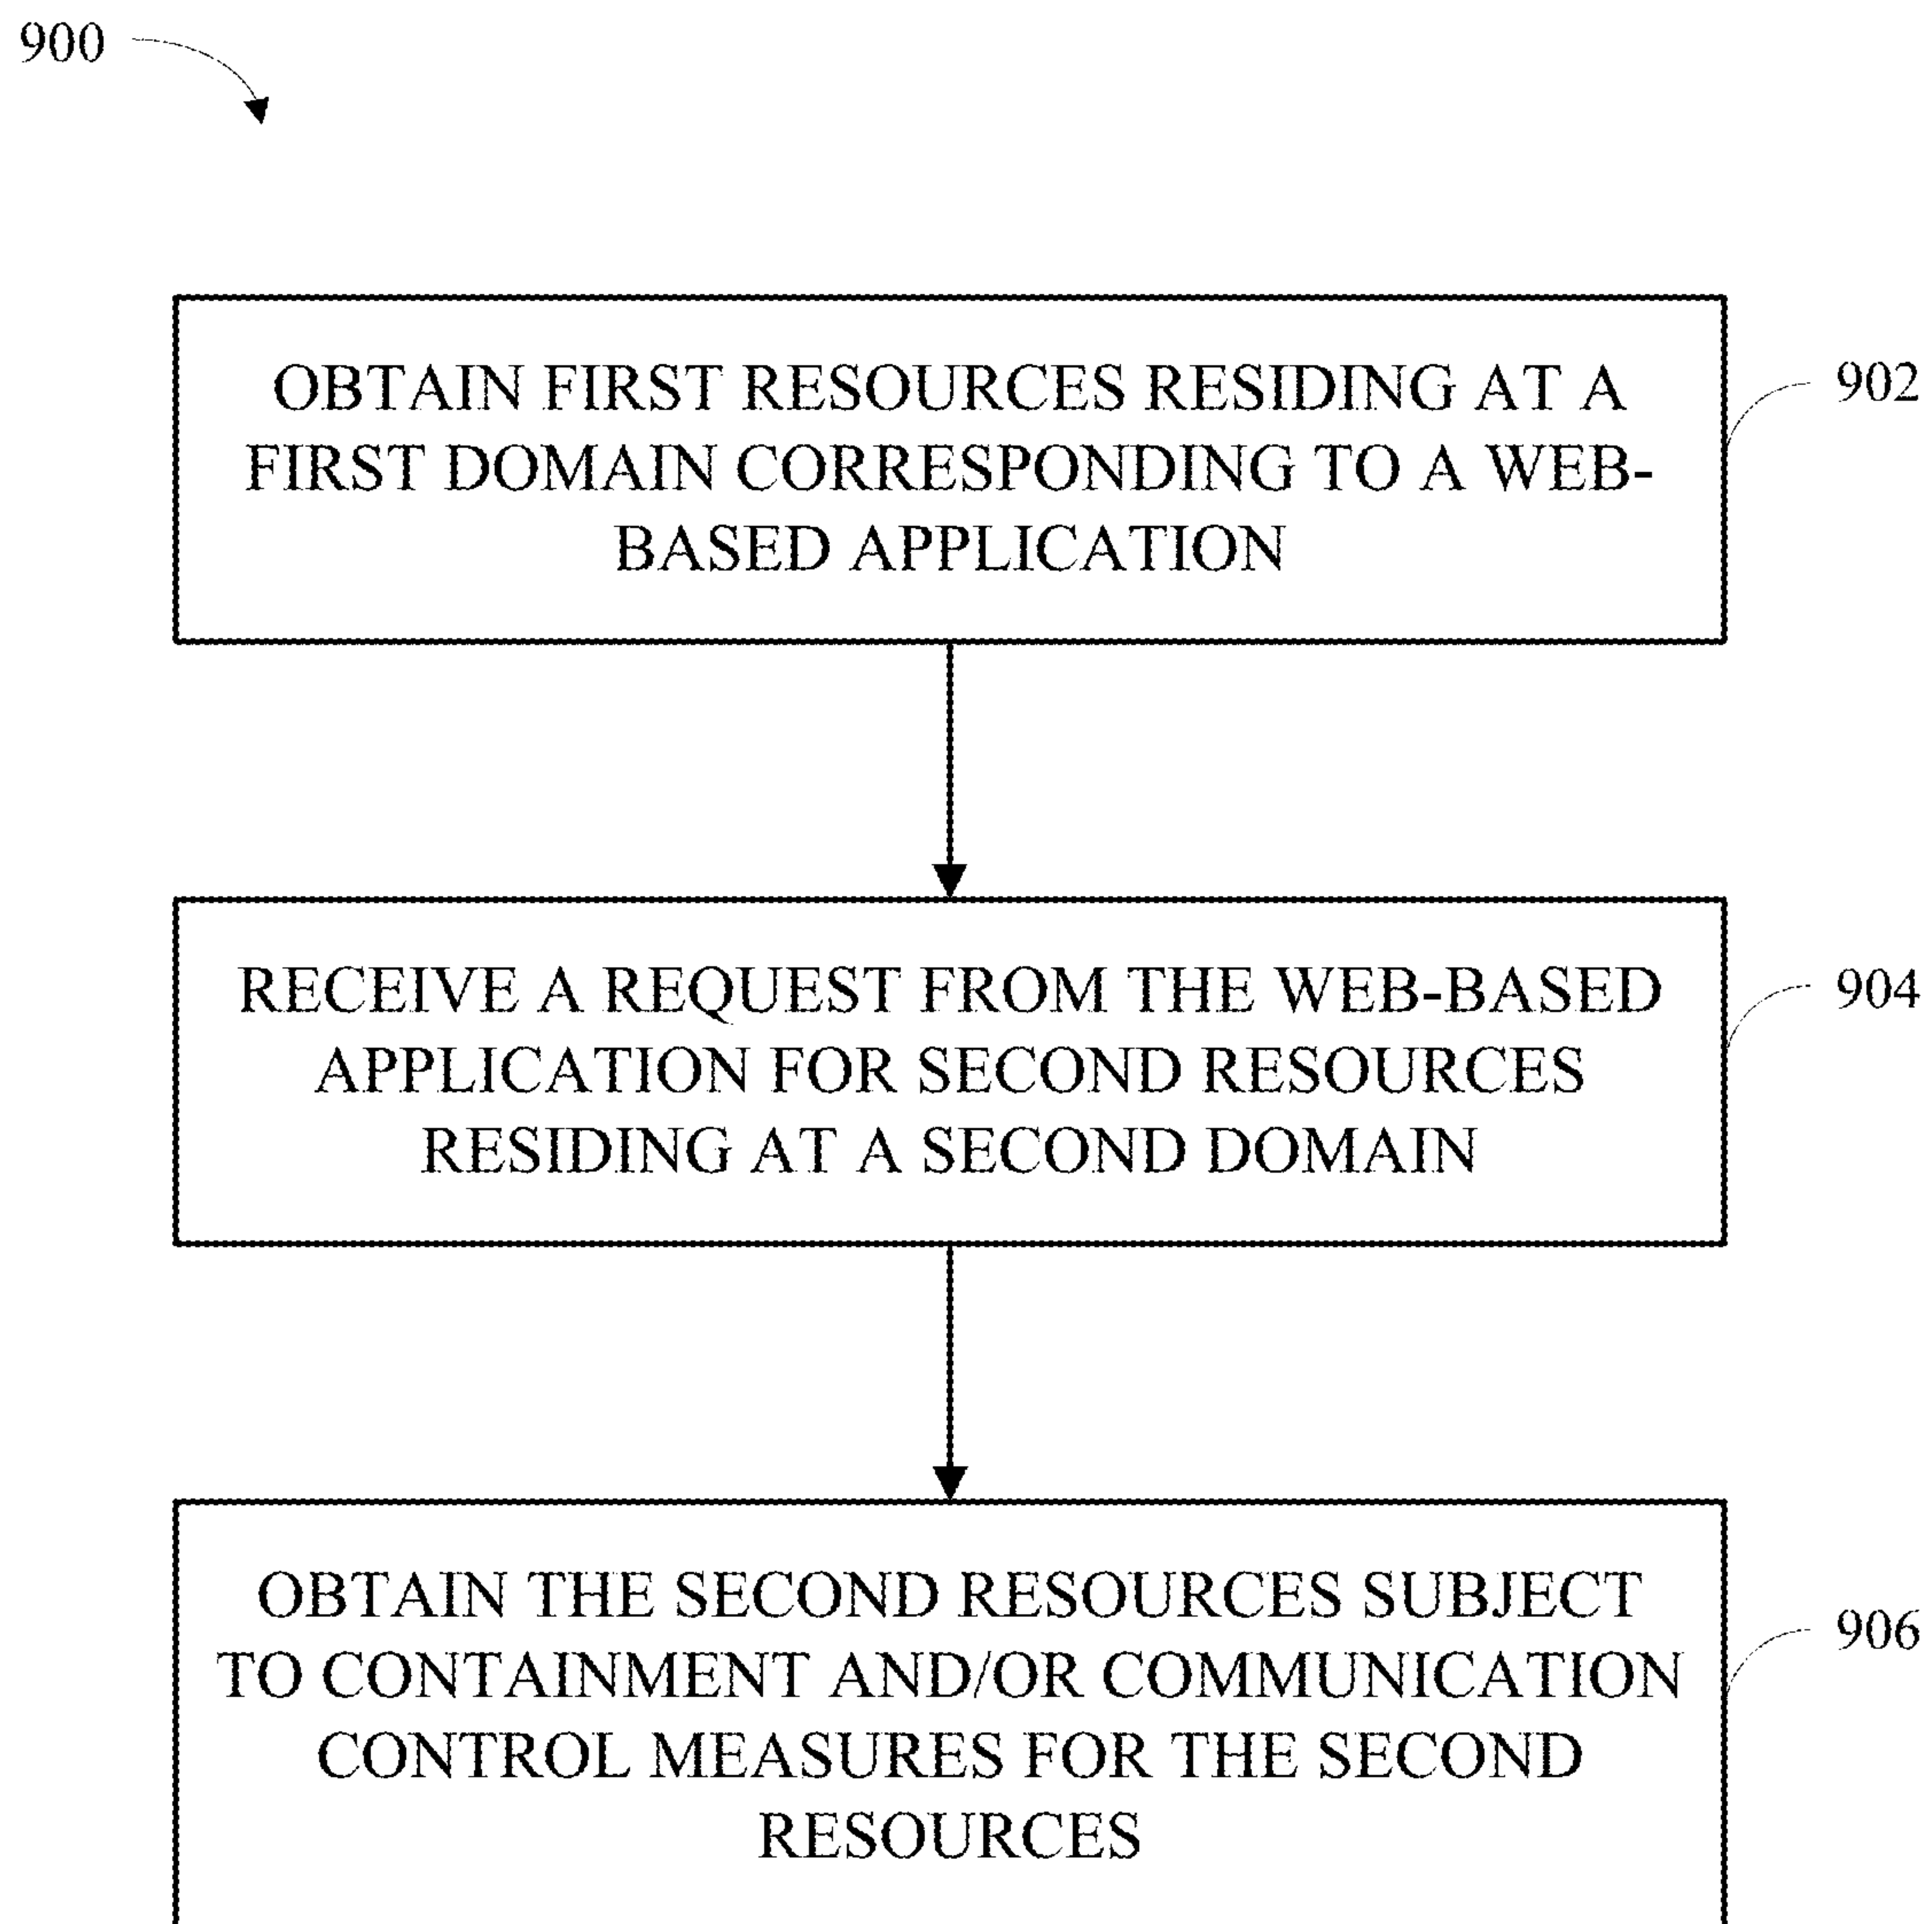 900
OBTAIN FIRST RESOURCES RESIDING AT A
FIRST DOMAIN CORRESPONDING TO A WEB-
BASED APPLICATION
902
RECEIVE A REQUEST FROM THE WEB-BASED
APPLICATION FOR SECOND RESOURCES
RESIDING AT A SECOND DOMAIN
904
OBTAIN THE SECOND RESOURCES SUBJECT
TO CONTAINMENT AND/OR COMMUNICATION
CONTROL MEASURES FOR THE SECOND
RESOURCES
906